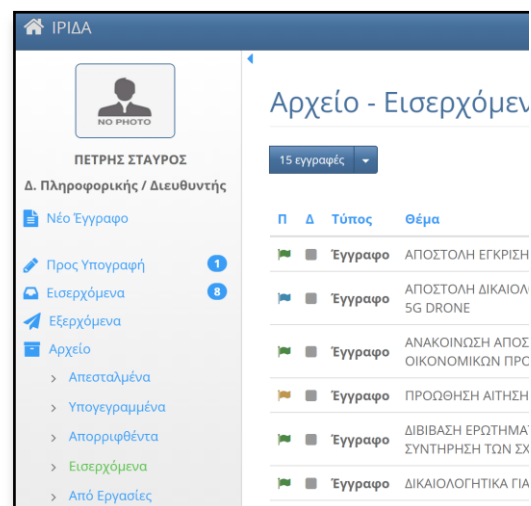 ΙΡΙΔΑ
NO PHOTO
ΠΕΤΡΗΣ ΣΤΑΥΡΟΣ
Δ. Πληροφορικής / Διευθυντής
Νέο Έγγραφο
Προς Υπογραφή 1
Εισερχόμενα 8
Εξερχόμενα
Αρχείο
Απεσταλμένα
Υπογεγραμμένα
Απορριφθέντα
Εισερχόμενα
Από Εργασίες
Αρχείο - Εισερχόμεν
15 εγγραφές
Π Δ Τύπος Θέμα
Έγγραφο ΑΠΟΣΤΟΛΗ ΕΓΚΡΙΣΗ
Έγγραφο ΑΠΟΣΤΟΛΗ ΔΙΚΑΙΟΛ
5G DRONE
Έγγραφο ΑΝΑΚΟΙΝΩΣΗ ΑΠΟΣ
ΟΙΚΟΝΟΜΙΚΩΝ ΠΡΟ
Έγγραφο ΠΡΟΩΘΗΣΗ ΑΙΤΗΣΗ
Έγγραφο ΔΙΒΙΒΑΣΗ ΕΡΩΤΗΜΑ
ΣΥΝΤΗΡΗΣΗ ΤΩΝ ΣΧ
Έγγραφο ΔΙΚΑΙΟΛΟΓΗΤΙΚΑ ΓΙΑ